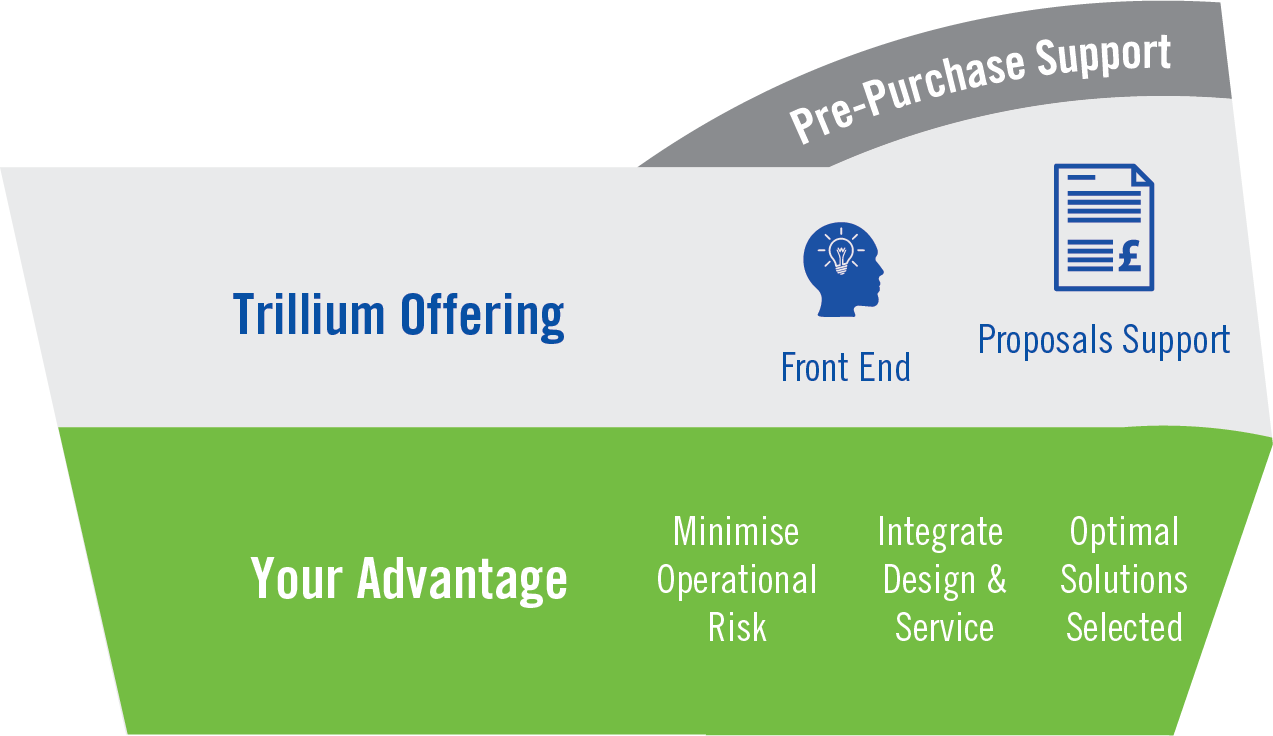 Pre-Purchase Support
Trillium Offering
Front End
Proposals Support
£
Your Advantage
Minimise
Operational
Risk
Integrate
Design &
Service
Optimal
Solutions
Selected